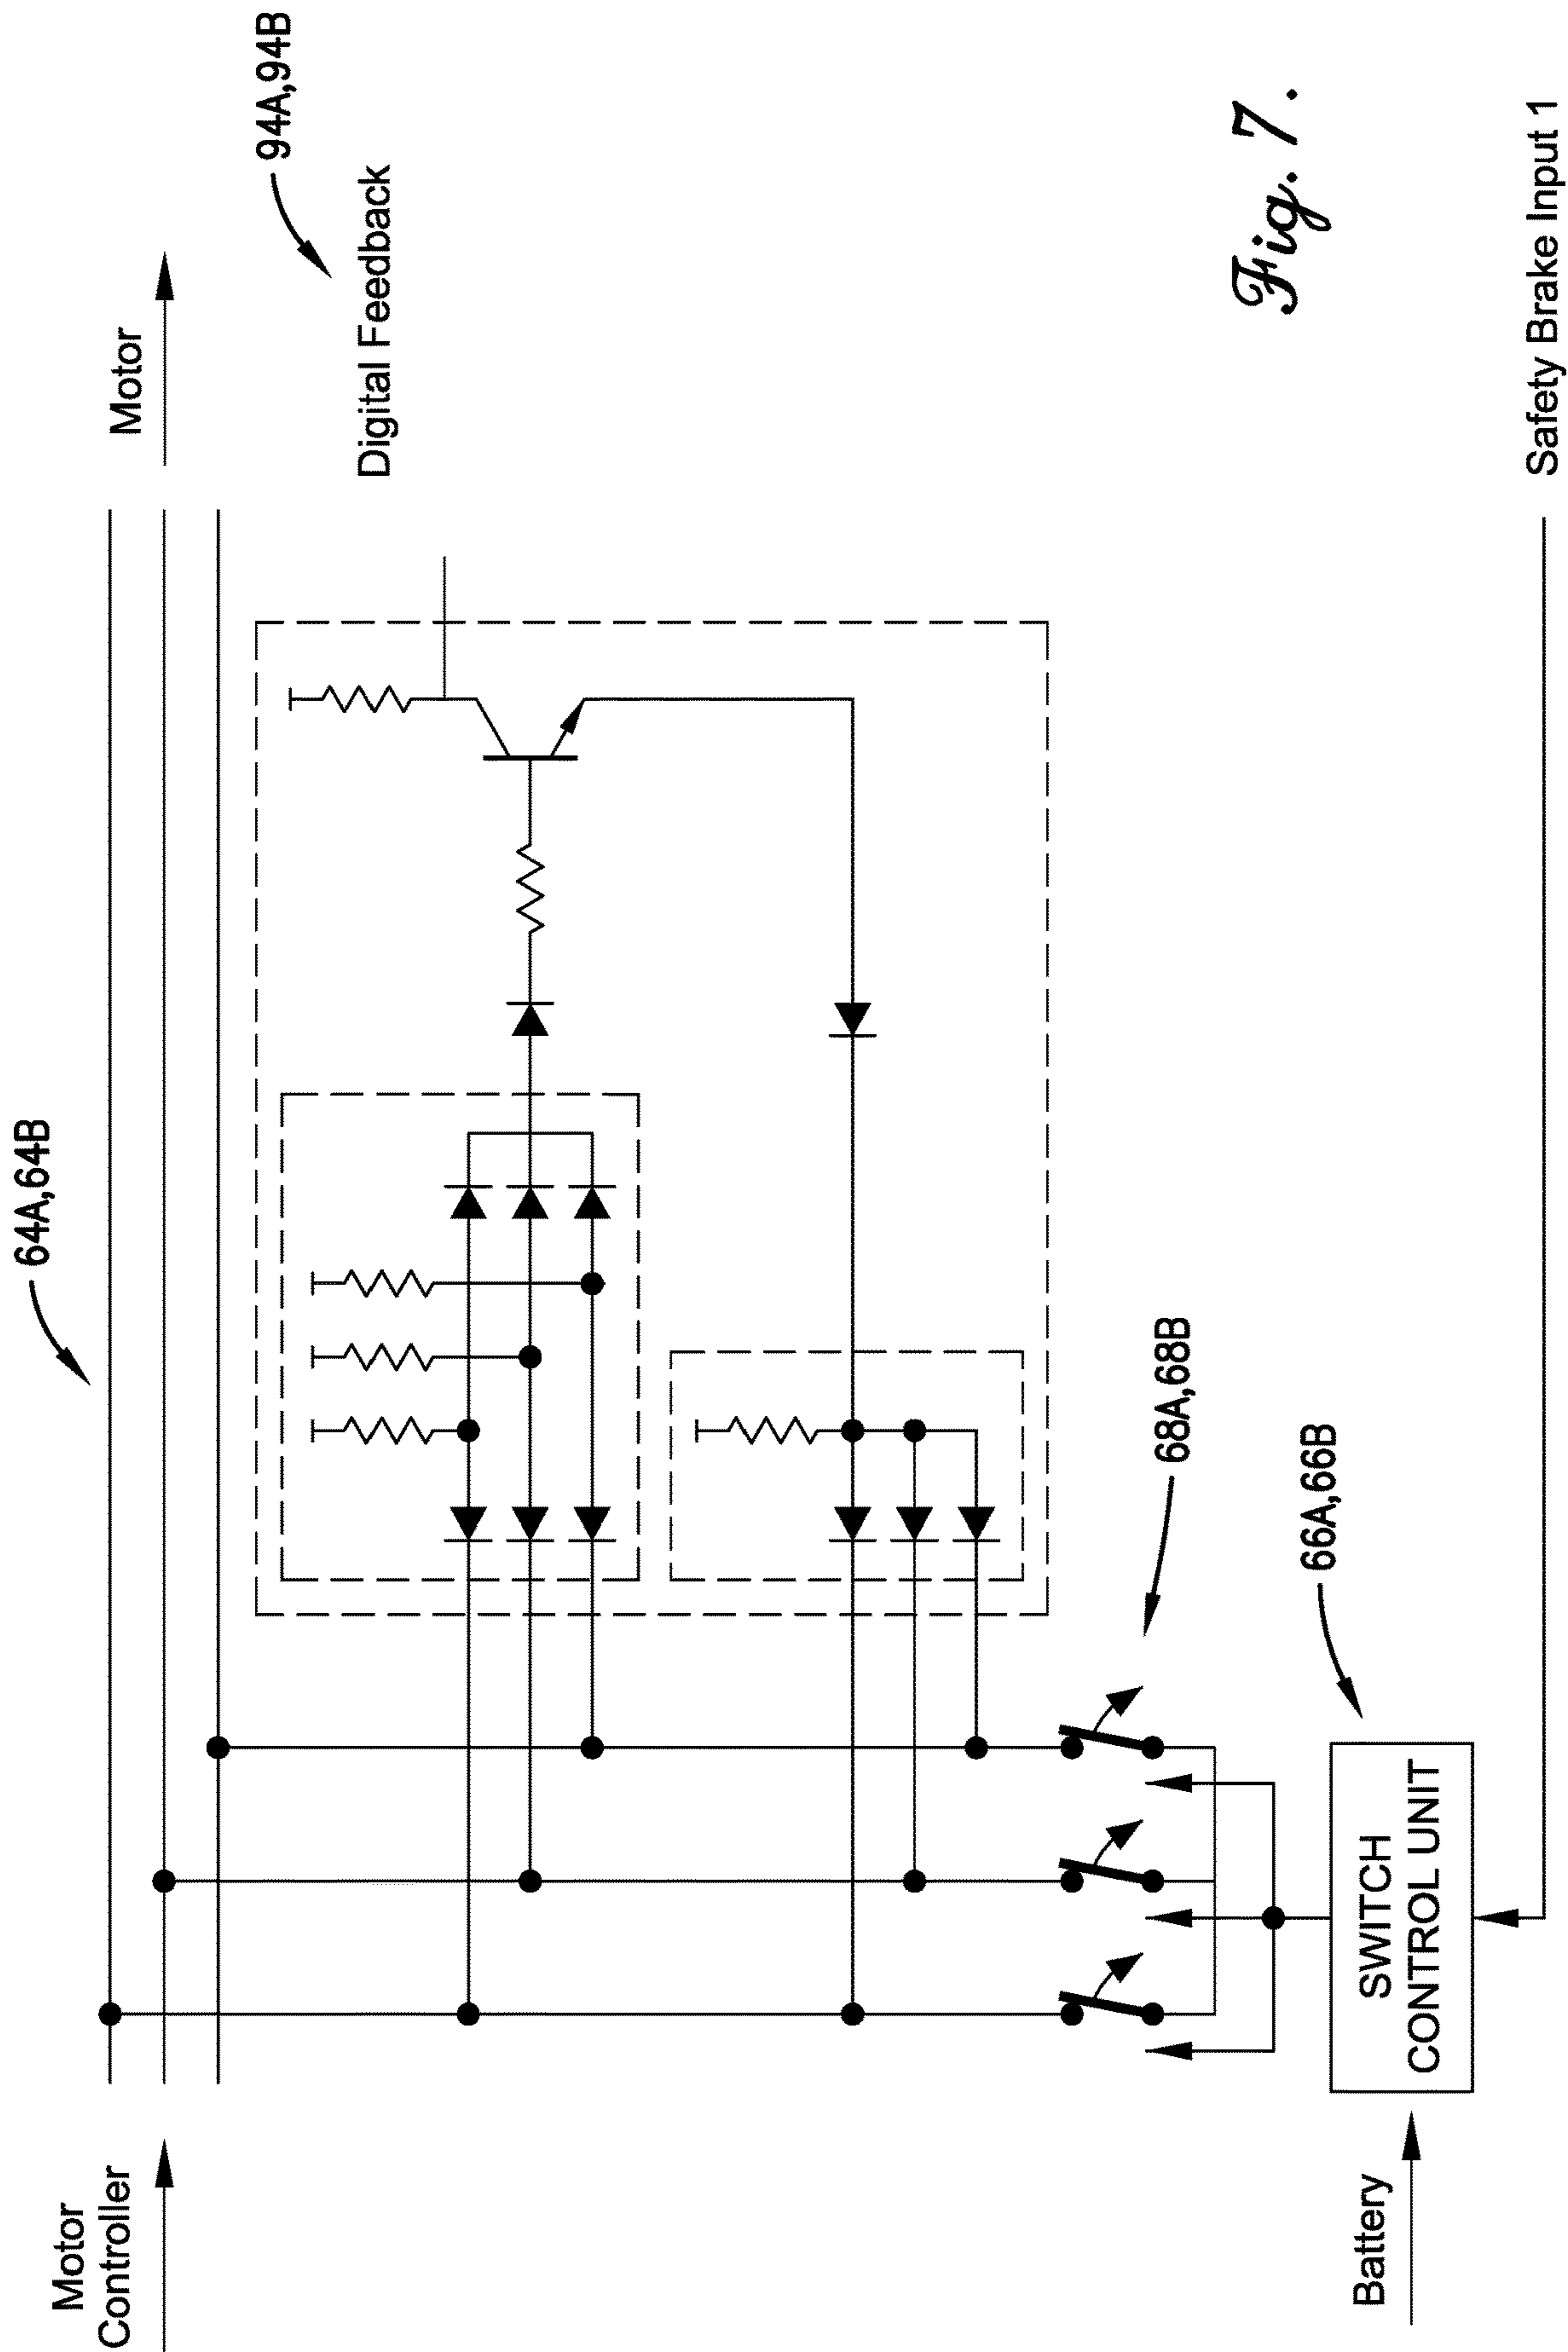 64A,64B
Motor
Controller
Motor
94A,94B
Digital Feedback
68A,68B
66A,66B
Battery
SWITCH
CONTROL UNIT
Safety Brake Input 1
Fig. 7.